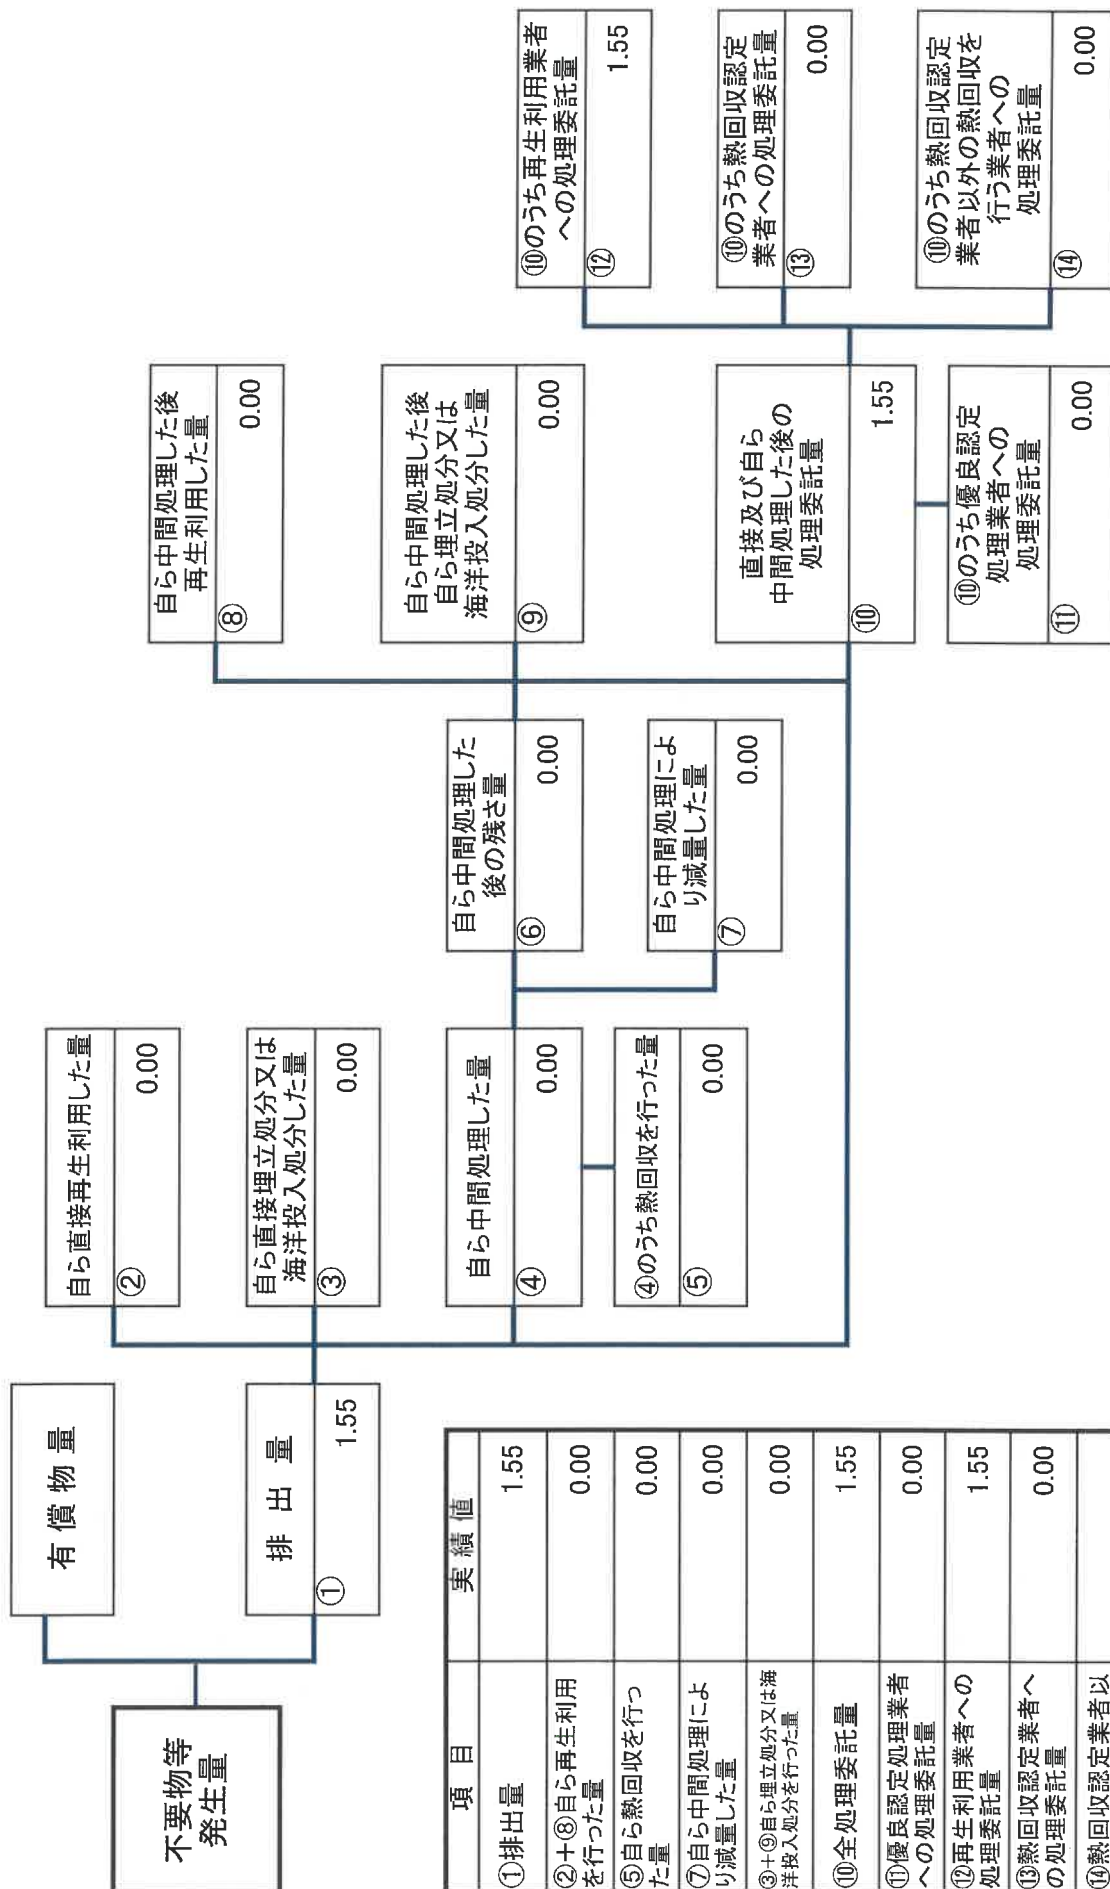 不要物等
発生量
有 償 物 量
排 出 量
①
1.55
自ら直接再生利用した量
②
0.00
自ら直接埋立処分又は
海洋投入処分した量
③
0.00
自ら中間処理した量
④
0.00
④のうち熱回収を行った量
⑤
0.00
自ら中間処理した
後の残さ量
⑥
0.00
自ら中間処理によ
り減量した量
⑦
0.00
自ら中間処理した後
再生利用した量
⑧
0.00
自ら中間処理した後
自ら埋立処分又は
海洋投入処分した量
⑨
0.00
直接及び自ら
中間処理した後の
処理委託量
⑩
1.55
⑩のうち優良認定
処理業者への
処理委託量
⑪
0.00
⑩のうち再生利用業者
への処理委託量
⑫
1.55
⑩のうち熱回収認定
業者への処理委託量
⑬
0.00
⑩のうち熱回収認定
業者以外の熱回収を
行う業者への
処理委託量
⑭
0.00
項 目
実 績 値
①排出量
1.55
②+⑧自ら再生利用
を行った量
0.00
⑤自ら熱回収を行っ
た量
0.00
⑦自ら中間処理によ
り減量した量
0.00
③+⑨自ら埋立処分又は海
洋投入処分を行った量
0.00
⑩全処理委託量
1.55
⑪優良認定処理業者
への処理委託量
0.00
⑫再生利用業者への
処理委託量
1.55
⑬熱回収認定業者へ
の処理委託量
0.00
⑭熱回収認定業者以